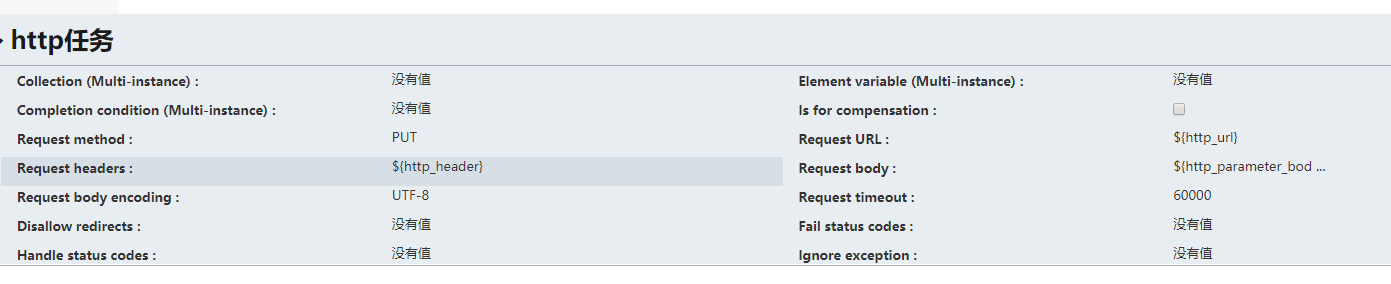 http任务
Collection (Multi-instance) : 没有值 Element variable (Multi-instance) : 没有值
Completion condition (Multi-instance) : 没有值 Is for compensation :
Request method : PUT Request URL : ${http_url}
Request headers : ${http_header} Request body : ${http_parameter_bod ...
Request body encoding : UTF-8 Request timeout : 60000
Disallow redirects : 没有值 Fail status codes : 没有值
Handle status codes : 没有值 Ignore exception : 没有值